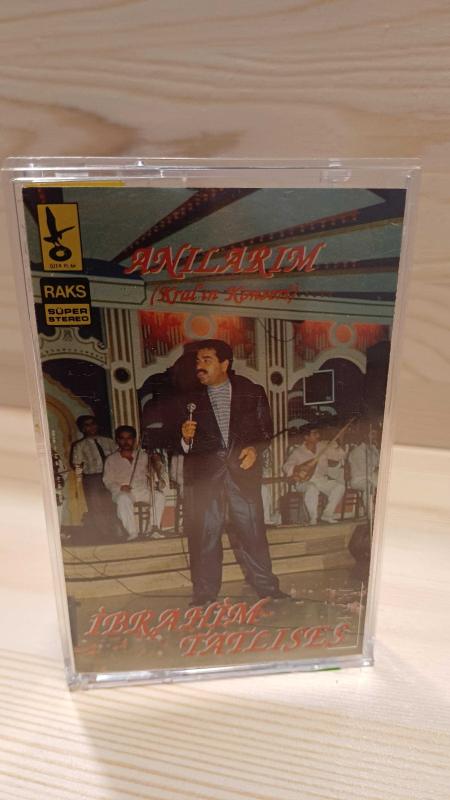 RAKS
SÜPER
STEREO
ANILARIM
(Kral'ın Konseri)
İBRAHİM
TATLISES